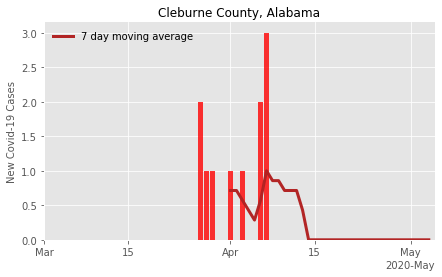 Cleburne County, Alabama
7 day moving average
New Covid-19 Cases
3.0
2.5
2.0
1.5
1.0
0.5
0.0
Mar 15 Apr 15 May
2020-May